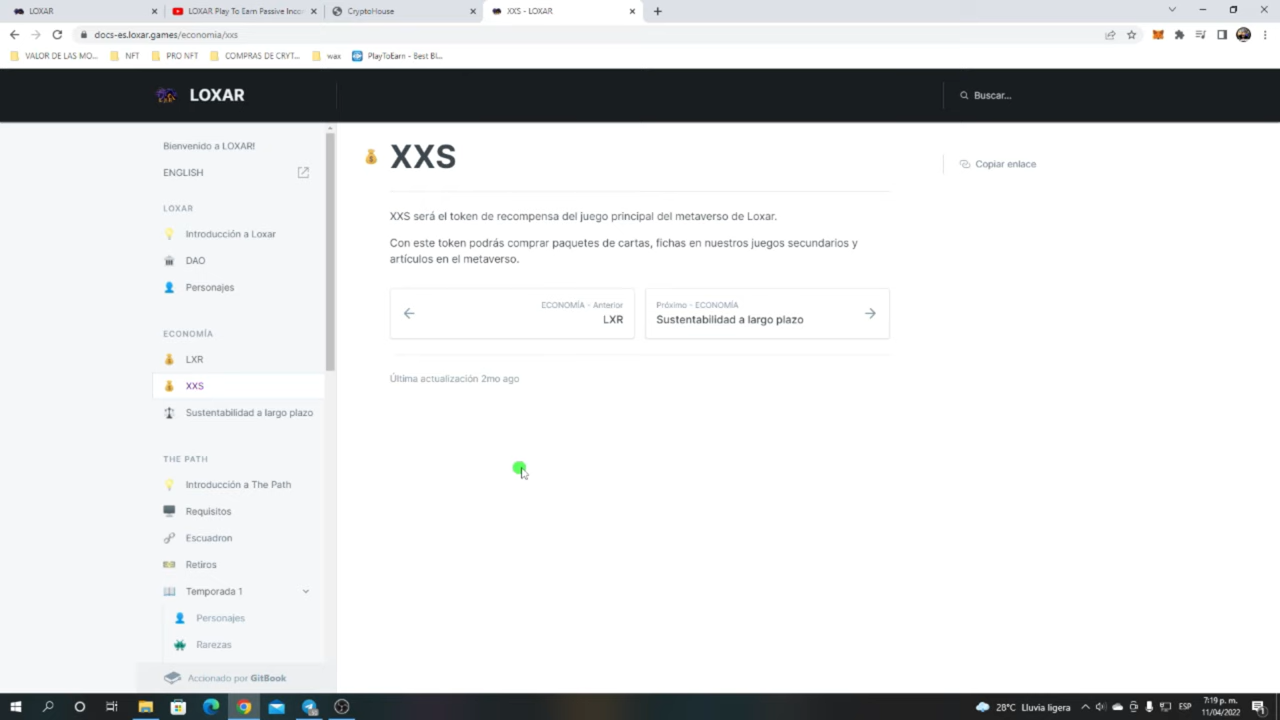 LOXAR
LOXAR Play To Earn Passive Inco
CryptoHouse
XXS - LOXAR
docs-es.loxar.games/economia/xxs
VALOR DE LAS MO...
NFT
PRO NFT
COMPRAS DE CRYT...
wax
PlayToEarn - Best Bl...
LOXAR
Buscar...
Bienvenido a LOXAR!
ENGLISH
LOXAR
Introducción a Loxar
DAO
Personajes
ECONOMÍA
LXR
XXS
Sustentabilidad a largo plazo
THE PATH
Introducción a The Path
Requisitos
Escuadron
Retiros
Temporada 1
Personajes
Rarezas
Accionado por GitBook
XXS
Copiar enlace
XXS será el token de recompensa del juego principal del metaverso de Loxar.
Con este token podrás comprar paquetes de cartas, fichas en nuestros juegos secundarios y
artículos en el metaverso.
ECONOMÍA - Anterior
LXR
Próximo - ECONOMÍA
Sustentabilidad a largo plazo
Última actualización 2mo ago
28°C Lluvia ligera
ESP
7:19 p. m.
11/04/2022